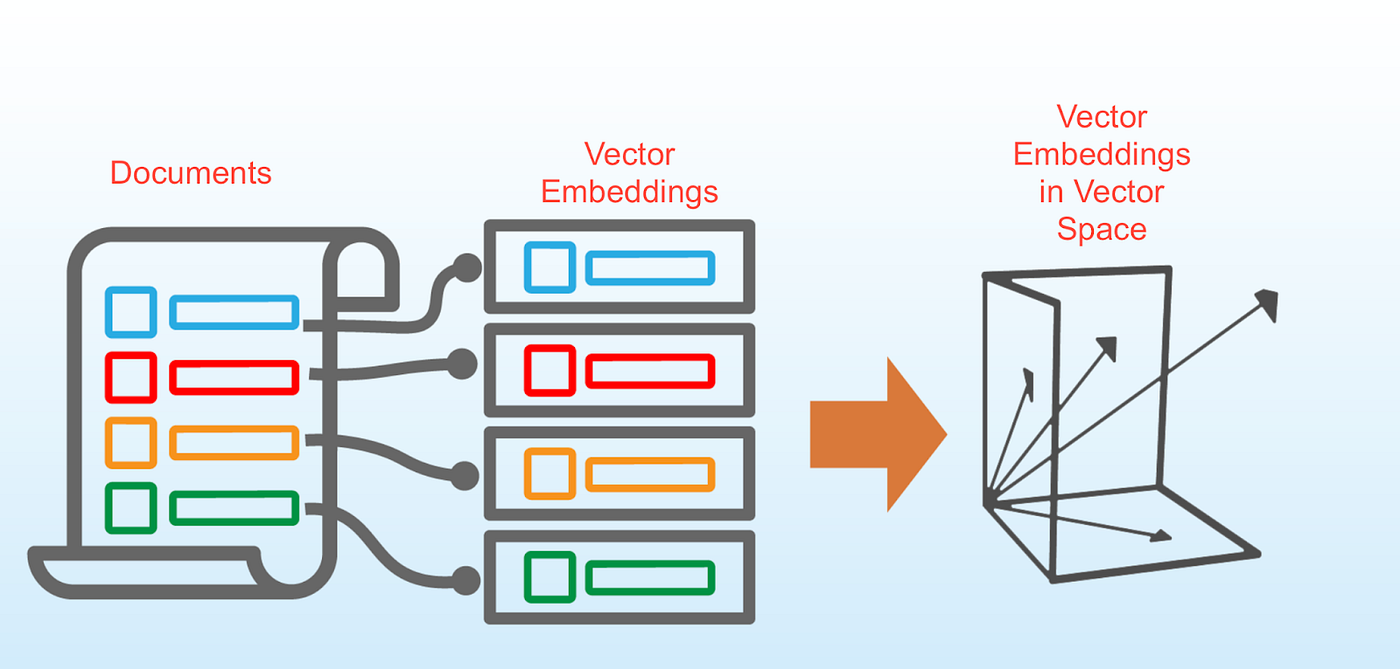 Documents
Vector
Embeddings
Vector
Embeddings
in Vector
Space